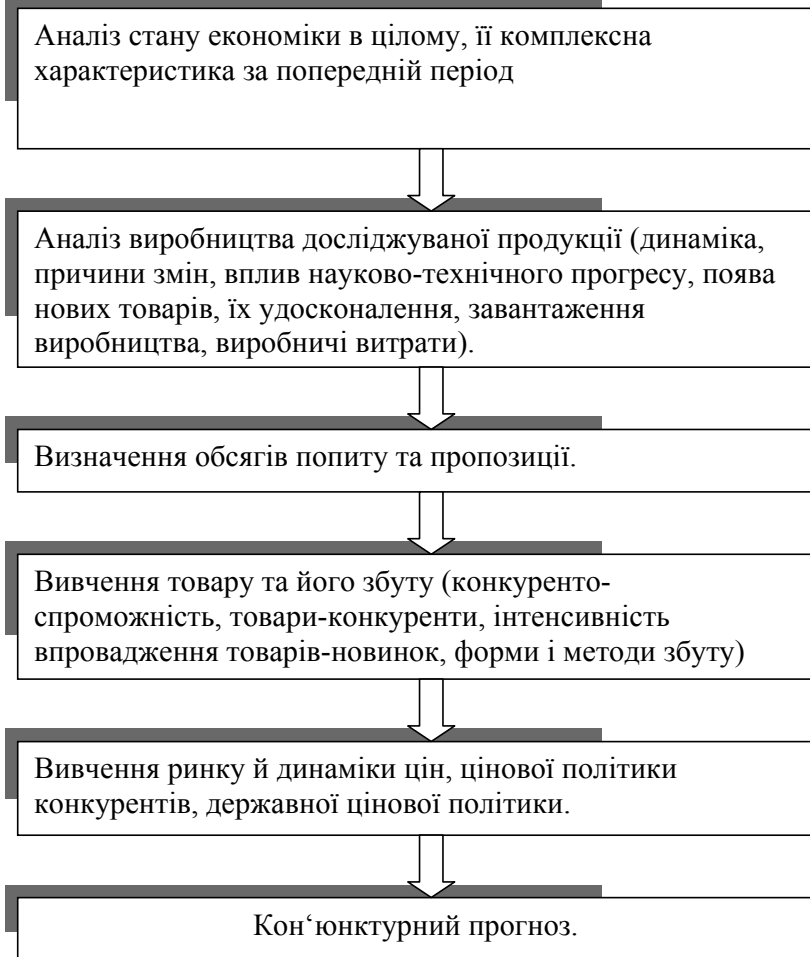 Аналіз стану економіки в цілому, її комплексна
характеристика за попередній період
Аналіз виробництва досліджуваної продукції (динаміка,
причини змін, вплив науково-технічного прогресу, поява
нових товарів, їх удосконалення, завантаження
виробництва, виробничі витрати).
Визначення обсягів попиту та пропозиції.
Вивчення товару та його збуту (конкуренто-
спроможність, товари-конкуренти, інтенсивність
впровадження товарів-новинок, форми і методи збуту)
Вивчення ринку й динаміки цін, цінової політики
конкурентів, державної цінової політики.
Кон‘юнктурний прогноз.